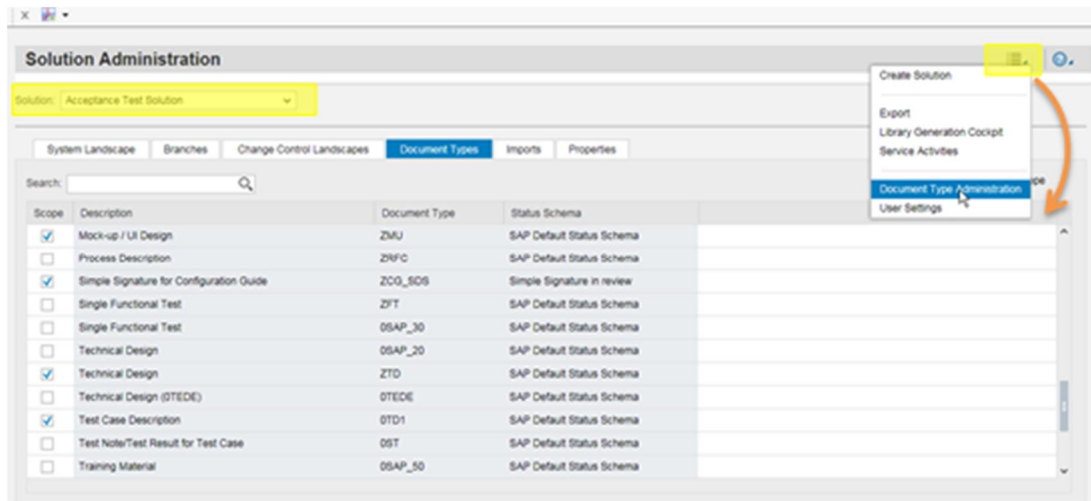 Solution Administration
Create Solution
Solution: Acceptance Test Solution
Export
Library Generation Cockpit
Service Activities
System Landscape Branches Change Control Landscapes Document Types Imports Properties
Search:
Document Type Administration
User Settings
Scope Description Document Type Status Schema
Mock-up / UI Design ZMU SAP Default Status Schema
Process Description ZRFC SAP Default Status Schema
Simple Signature for Configuration Guide ZCG_SDS Simple Signature in review
Single Functional Test ZFT SAP Default Status Schema
Single Functional Test 0SAP_30 SAP Default Status Schema
Technical Design 0SAP_20 SAP Default Status Schema
Technical Design ZTD SAP Default Status Schema
Technical Design (0TEDE) 0TEDE SAP Default Status Schema
Test Case Description 0TD1 SAP Default Status Schema
Test Note/Test Result for Test Case 0ST SAP Default Status Schema
Training Material 0SAP_50 SAP Default Status Schema